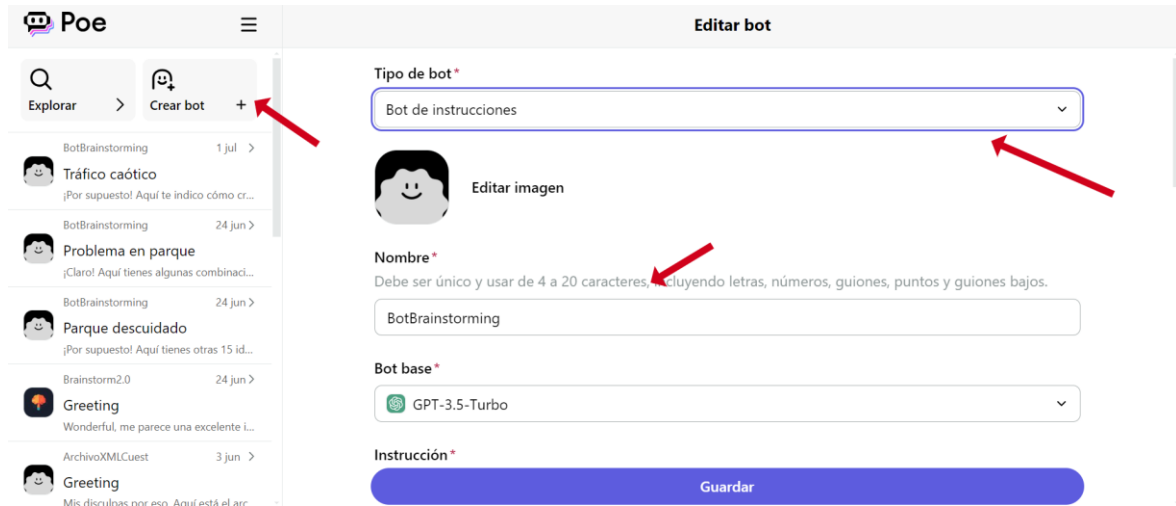 Poe
Explorar
Crear bot +
BotBrainstorming 1 jul
Tráfico caótico
¡Por supuesto! Aquí te indico cómo cr...
BotBrainstorming 24 jun
Problema en parque
¡Claro! Aquí tienes algunas combinaci...
BotBrainstorming 24 jun
Parque descuidado
¡Por supuesto! Aquí tienes otras 15 id...
Brainstorm2.0 24 jun
Greeting
Wonderful, me parece una excelente i...
ArchivoXMLCuest 3 jun
Greeting
Mis disculpas por eso. Aquí está el arc...
Editar bot
Tipo de bot*
Bot de instrucciones
Editar imagen
Nombre*
Debe ser único y usar de 4 a 20 caracteres, incluyendo letras, números, guiones, puntos y guiones bajos.
BotBrainstorming
Bot base*
GPT-3.5-Turbo
Instrucción*
Guardar